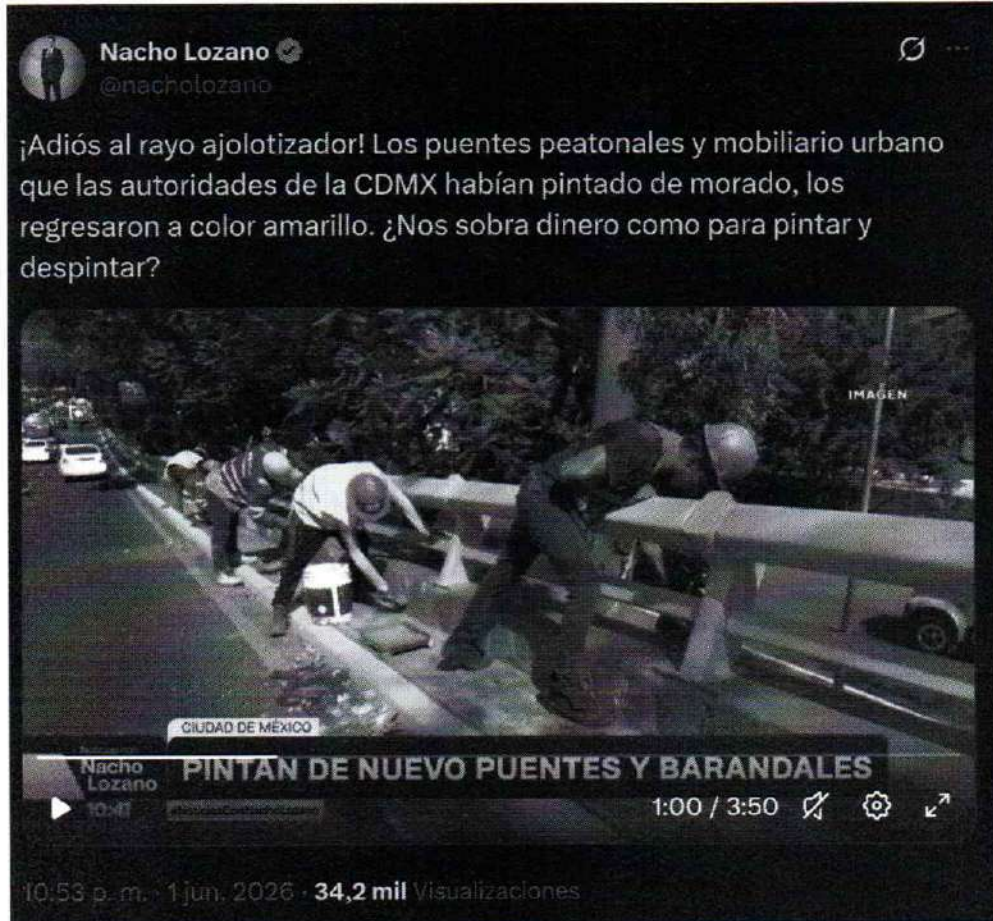 Nacho Lozano
@nacholozano
¡Adiós al rayo ajolotizador! Los puentes peatonales y mobiliario urbano
que las autoridades de la CDMX habían pintado de morado, los
regresaron a color amarillo. ¿Nos sobra dinero como para pintar y
despintar?
IMAGEN
CIUDAD DE MÉXICO
Nacho
Lozano
PINTAN DE NUEVO PUENTES Y BARANDALES
10:41
1:00 / 3:50
10:53 p. m. · 1 jun. 2026 · 34,2 mil Visualizaciones